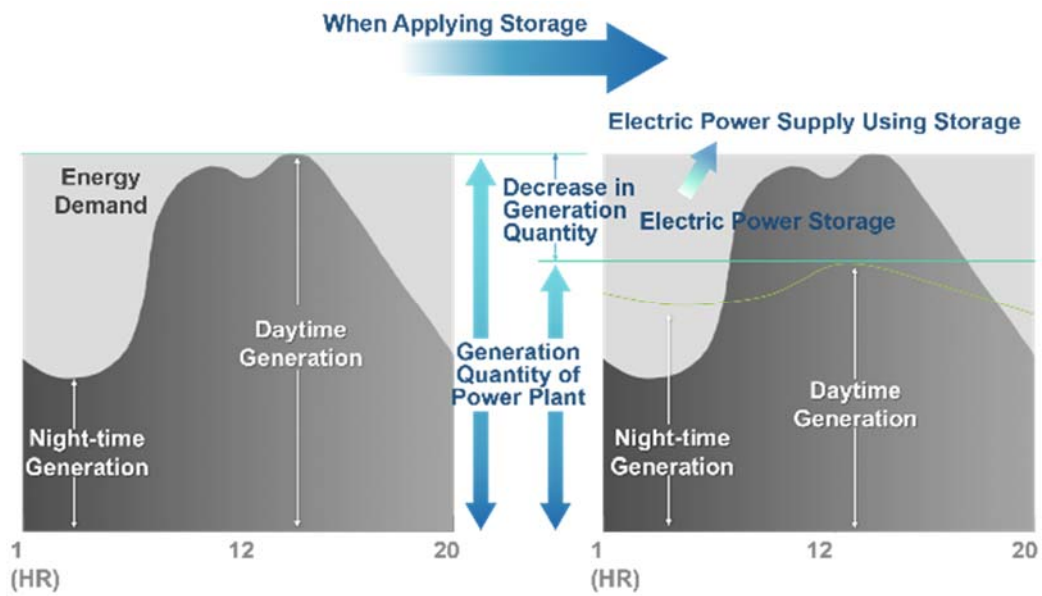 When Applying Storage
Electric Power Supply Using Storage
Energy
Demand
Decrease in
Generation
Quantity
Electric Power Storage
Daytime
Generation
Generation
Quantity of
Power Plant
Daytime
Generation
Night-time
Generation
Night-time
Generation
1
12
20
1
12
20
(HR)
(HR)